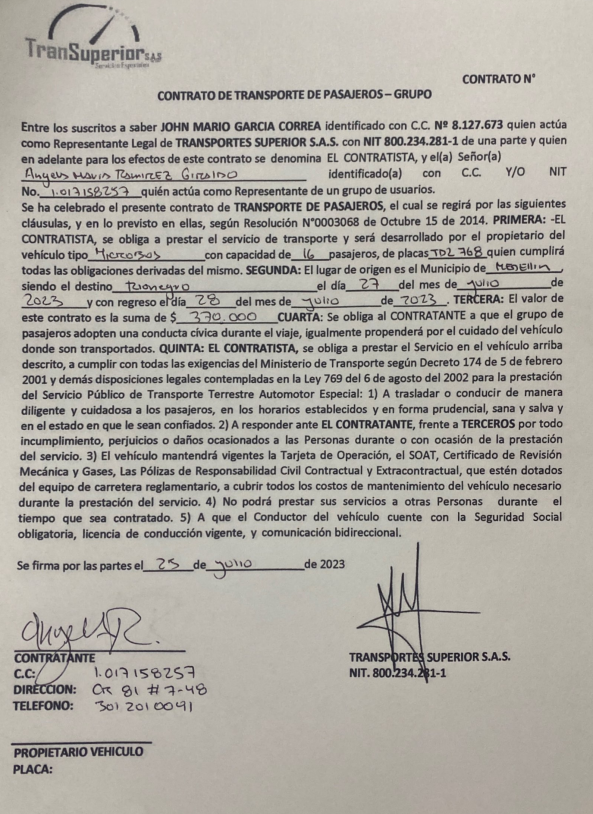 TranSuperior S.A.S
Servicios Especiales
CONTRATO N°
CONTRATO DE TRANSPORTE DE PASAJEROS – GRUPO
Entre los suscritos a saber JOHN MARIO GARCIA CORREA identificado con C.C. Nº 8.127.673 quien actúa
como Representante Legal de TRANSPORTES SUPERIOR S.A.S. con NIT 800.234.281-1 de una parte y quien
en adelante para los efectos de este contrato se denomina EL CONTRATISTA, y el(a) Señor(a)
Angela Maria Ramirez Giraldo identificado(a) con C.C. Y/O NIT
No. 1.017158257 quién actúa como Representante de un grupo de usuarios.
Se ha celebrado el presente contrato de TRANSPORTE DE PASAJEROS, el cual se regirá por las siguientes
cláusulas, y en lo previsto en ellas, según Resolución N°0003068 de Octubre 15 de 2014. PRIMERA: -EL
CONTRATISTA, se obliga a prestar el servicio de transporte y será desarrollado por el propietario del
vehículo tipo Microbus con capacidad de 16 pasajeros, de placas TDZ 768 quien cumplirá
todas las obligaciones derivadas del mismo. SEGUNDA: El lugar de origen es el Municipio de Medellin,
siendo el destino Rionegro el día 27 del mes de julio de
2023 y con regreso el día 28 del mes de julio de 2023. TERCERA: El valor de
este contrato es la suma de $ 370.000 CUARTA: Se obliga al CONTRATANTE a que el grupo de
pasajeros adopten una conducta cívica durante el viaje, igualmente propenderá por el cuidado del vehículo
donde son transportados. QUINTA: EL CONTRATISTA, se obliga a prestar el Servicio en el vehículo arriba
descrito, a cumplir con todas las exigencias del Ministerio de Transporte según Decreto 174 de 5 de febrero
2001 y demás disposiciones legales contempladas en la Ley 769 del 6 de agosto del 2002 para la prestación
del Servicio Público de Transporte Terrestre Automotor Especial: 1) A trasladar o conducir de manera
diligente y cuidadosa a los pasajeros, en los horarios establecidos y en forma prudencial, sana y salva y
en el estado en que le sean confiados. 2) A responder ante EL CONTRATANTE, frente a TERCEROS por todo
incumplimiento, perjuicios o daños ocasionados a las Personas durante o con ocasión de la prestación
del servicio. 3) El vehículo mantendrá vigentes la Tarjeta de Operación, el SOAT, Certificado de Revisión
Mecánica y Gases, Las Pólizas de Responsabilidad Civil Contractual y Extracontractual, que estén dotados
del equipo de carretera reglamentario, a cubrir todos los costos de mantenimiento del vehículo necesario
durante la prestación del servicio. 4) No podrá prestar sus servicios a otras Personas durante el
tiempo que sea contratado. 5) A que el Conductor del vehículo cuente con la Seguridad Social
obligatoria, licencia de conducción vigente, y comunicación bidireccional.
Se firma por las partes el 25 de julio de 2023
CONTRATANTE
C.C: 1.017158257
DIRECCION: Cr 81 # 7-48
TELEFONO: 301 2010091
TRANSPORTES SUPERIOR S.A.S.
NIT. 800.234.281-1
PROPIETARIO VEHICULO
PLACA: